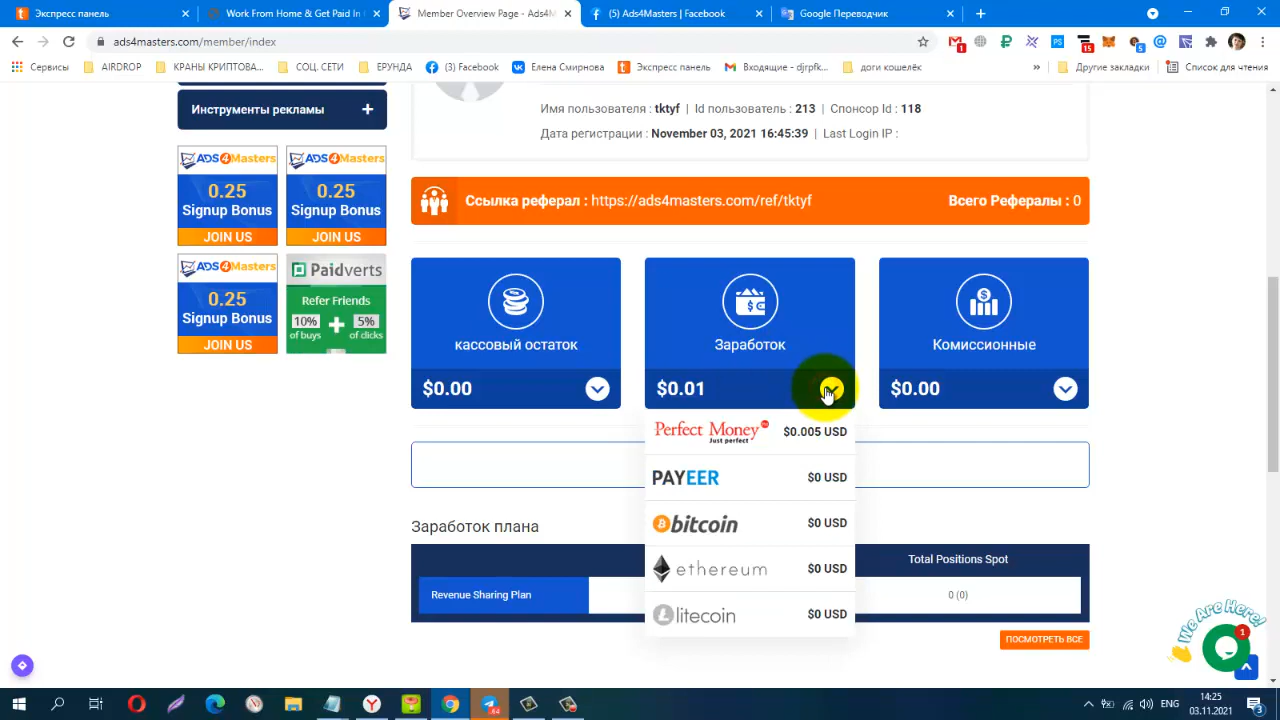 Экспресс панель
Work From Home & Get Paid In
Member Overview Page - Ads4M
(5) Ads4Masters | Facebook
Google Переводчик
ads4masters.com/member/index
Сервисы
AIRDROP
КРАНЫ КРИПТОВА...
СОЦ. СЕТИ
ЕРУНДА
(3) Facebook
Елена Смирнова
Экспресс панель
Входящие - djrpfk...
доги кошелёк
Другие закладки
Список для чтения
Инструменты рекламы
Имя пользователя : tktyf | Id пользователь : 213 | Спонсор Id : 118
Дата регистрации : November 03, 2021 16:45:39 | Last Login IP :
ADS4Masters
0.25
Signup Bonus
JOIN US
ADS4Masters
0.25
Signup Bonus
JOIN US
ADS4Masters
0.25
Signup Bonus
JOIN US
Paidverts
Refer Friends
10% + 5%
of buys of clicks
Ссылка реферал : https://ads4masters.com/ref/tktyf
Всего Рефералы : 0
кассовый остаток
$0.00
Заработок
$0.01
Комиссионные
$0.00
Perfect Money
Just perfect
$0.005 USD
PAYEER $0 USD
bitcoin $0 USD
ethereum $0 USD
litecoin $0 USD
Заработок плана
Total Positions Spot
Revenue Sharing Plan
0 (0)
ПОСМОТРЕТЬ ВСЕ
We Are Here!
1
ENG
14:25
03.11.2021